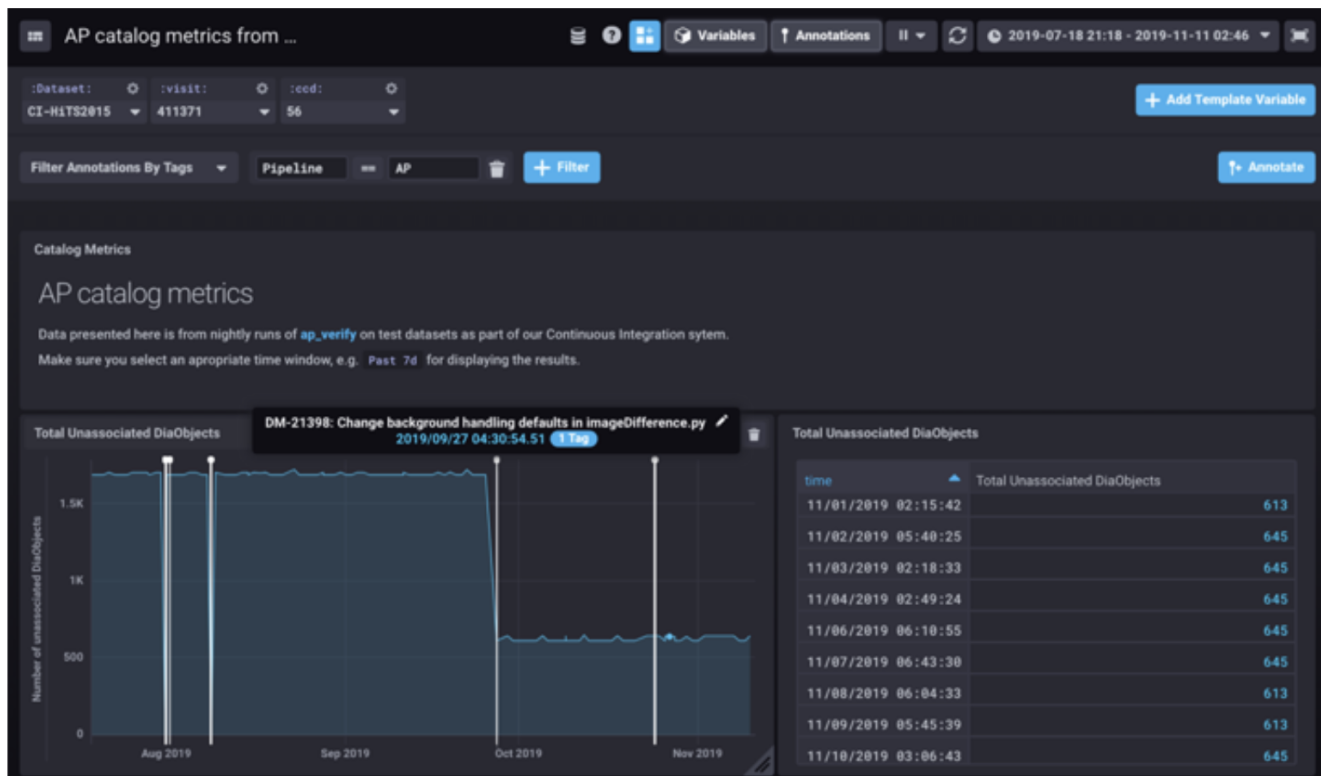 AP catalog metrics from ...
Variables
Annotations
2019-07-18 21:18 - 2019-11-11 02:46
:Dataset:
:visit:
:ccd:
CI-HiTS2015
411371
56
+ Add Template Variable
Filter Annotations By Tags
Pipeline
==
AP
+ Filter
Annotate
Catalog Metrics
AP catalog metrics
Data presented here is from nightly runs of ap_verify on test datasets as part of our Continuous Integration sytem.
Make sure you select an apropriate time window, e.g. Past 7d for displaying the results.
Total Unassociated DiaObjects
DM-21398: Change background handling defaults in imageDifference.py
2019/09/27 04:30:54.51 1 Tag
Number of unassociated DiaObjects
1.5K
1K
500
0
Aug 2019
Sep 2019
Oct 2019
Nov 2019
Total Unassociated DiaObjects
time Total Unassociated DiaObjects
11/01/2019 02:15:42 613
11/02/2019 05:40:25 645
11/03/2019 02:18:33 645
11/04/2019 02:49:24 645
11/06/2019 06:10:55 645
11/07/2019 06:43:30 645
11/08/2019 06:04:33 613
11/09/2019 05:45:39 613
11/10/2019 03:06:43 645